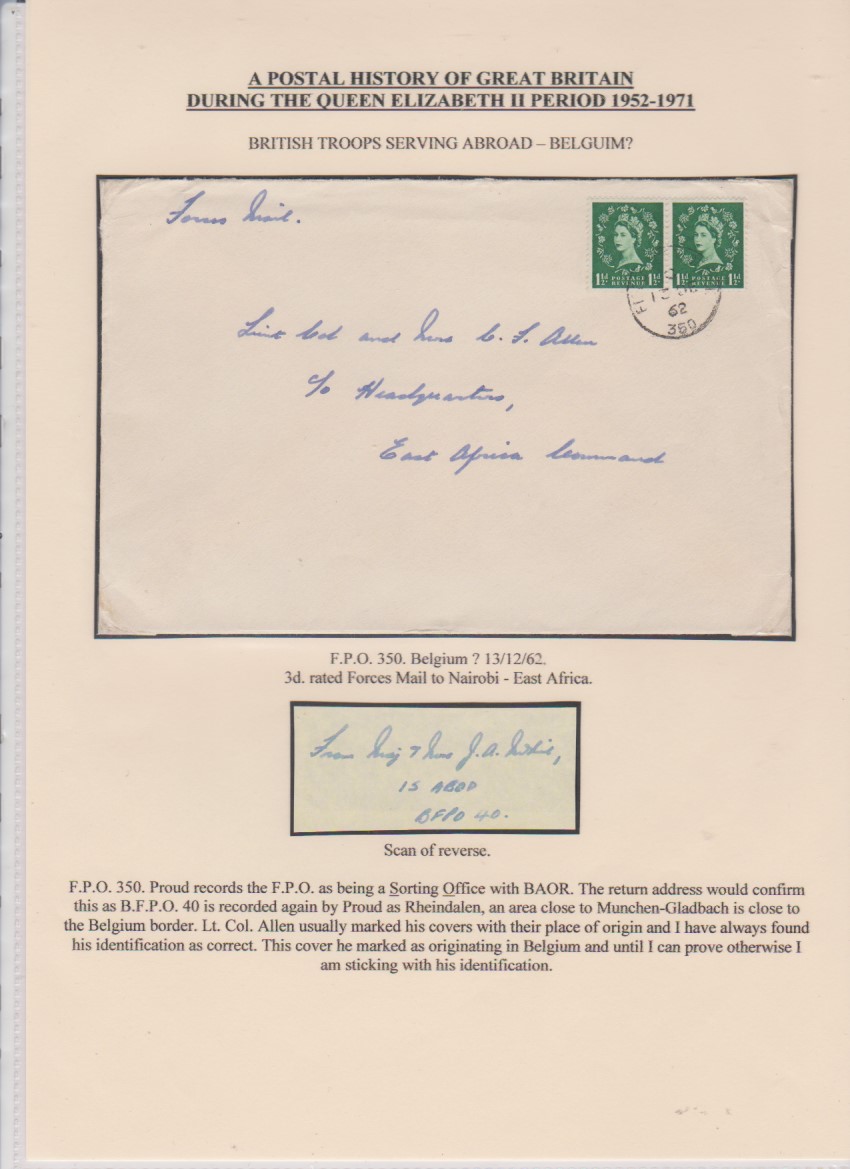 A POSTAL HISTORY OF GREAT BRITAIN
DURING THE QUEEN ELIZABETH II PERIOD 1952-1971
BRITISH TROOPS SERVING ABROAD – BELGUIM?
Forces Mail.
1½d POSTAGE REVENUE 1½d
1½d POSTAGE REVENUE 1½d
13
62
350
Lieut Col and Mrs C. F. Allen
c/o Headquarters,
East Africa Command
F.P.O. 350. Belgium ? 13/12/62.
3d. rated Forces Mail to Nairobi - East Africa.
From Maj & Mrs J. A.
15 ABOD
BFPO 40.
Scan of reverse.
F.P.O. 350. Proud records the F.P.O. as being a Sorting Office with BAOR. The return address would confirm
this as B.F.P.O. 40 is recorded again by Proud as Rheindalen, an area close to Munchen-Gladbach is close to
the Belgium border. Lt. Col. Allen usually marked his covers with their place of origin and I have always found
his identification as correct. This cover he marked as originating in Belgium and until I can prove otherwise I
am sticking with his identification.